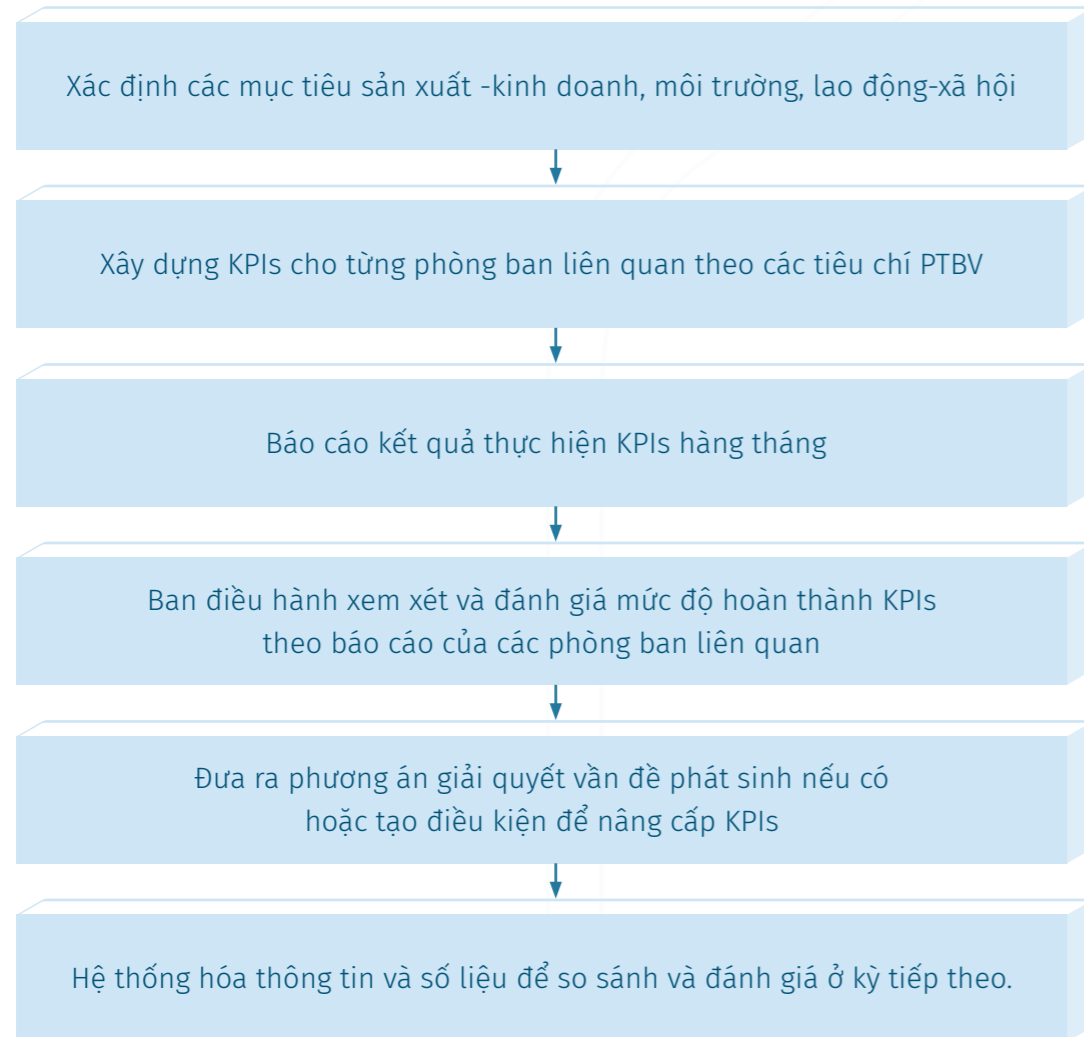 Xác định các mục tiêu sản xuất -kinh doanh, môi trường, lao động-xã hội
Xây dựng KPIs cho từng phòng ban liên quan theo các tiêu chí PTBV
Báo cáo kết quả thực hiện KPIs hàng tháng
Ban điều hành xem xét và đánh giá mức độ hoàn thành KPIs
theo báo cáo của các phòng ban liên quan
Đưa ra phương án giải quyết vần đề phát sinh nếu có
hoặc tạo điều kiện để nâng cấp KPIs
Hệ thống hóa thông tin và số liệu để so sánh và đánh giá ở kỳ tiếp theo.